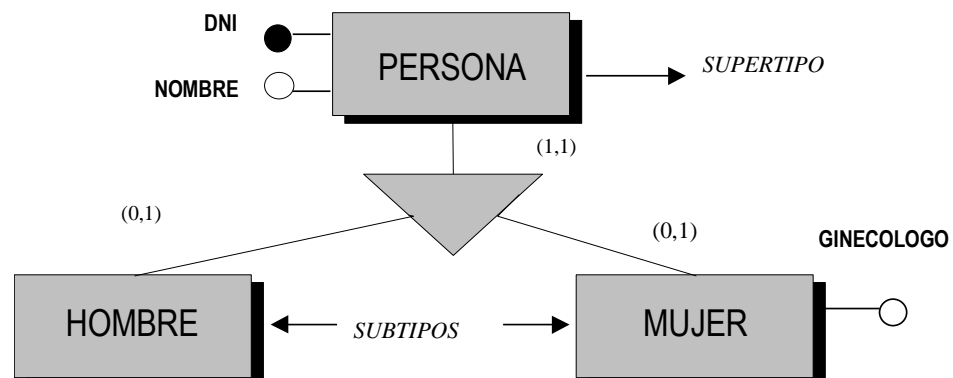 DNI
PERSONA
SUPERTIPO
NOMBRE
(1,1)
(0,1)
(0,1)
GINECOLOGO
HOMBRE
SUBTIPOS
MUJER